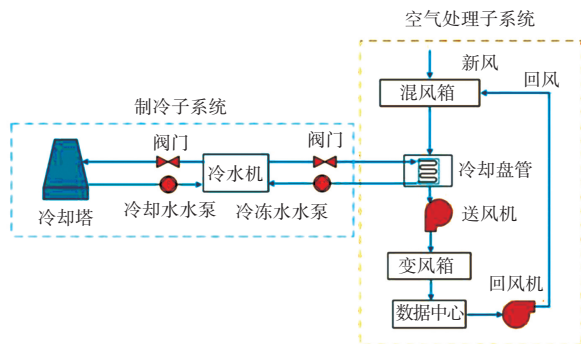 空气处理子系统
新风
回风
混风箱
制冷子系统
阀门
阀门
冷水机
冷却盘管
冷却塔
冷却水水泵
冷冻水水泵
送风机
变风箱
回风机
数据中心